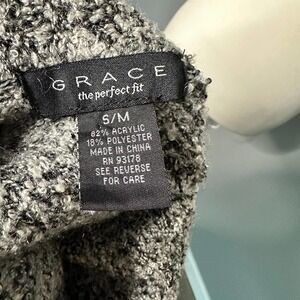 GRACE
the perfect fit
S/M
82% ACRYLIC
18% POLYESTER
MADE IN CHINA
RN 93178
SEE REVERSE
FOR CARE